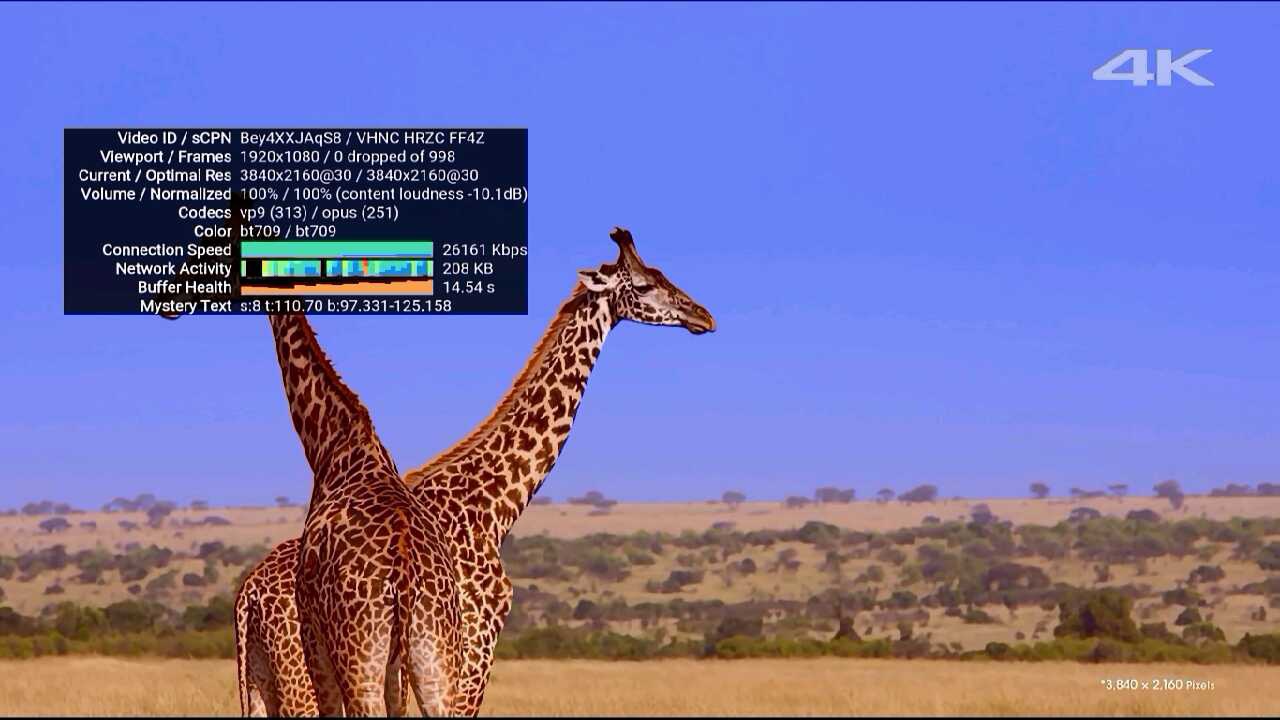 4K
Video ID / sCPN Bey4XXJAqS8 / VHNC HRZC FF4Z
Viewport / Frames 1920x1080 / 0 dropped of 998
Current / Optimal Res 3840x2160@30 / 3840x2160@30
Volume / Normalized 100% / 100% (content loudness -10.1dB)
Codecs vp9 (313) / opus (251)
Color bt709 / bt709
Connection Speed 26161 Kbps
Network Activity 208 KB
Buffer Health 14.54 s
Mystery Text s:8 t:110.70 b:97.331-125.158
*3,840 x 2,160 Pixels